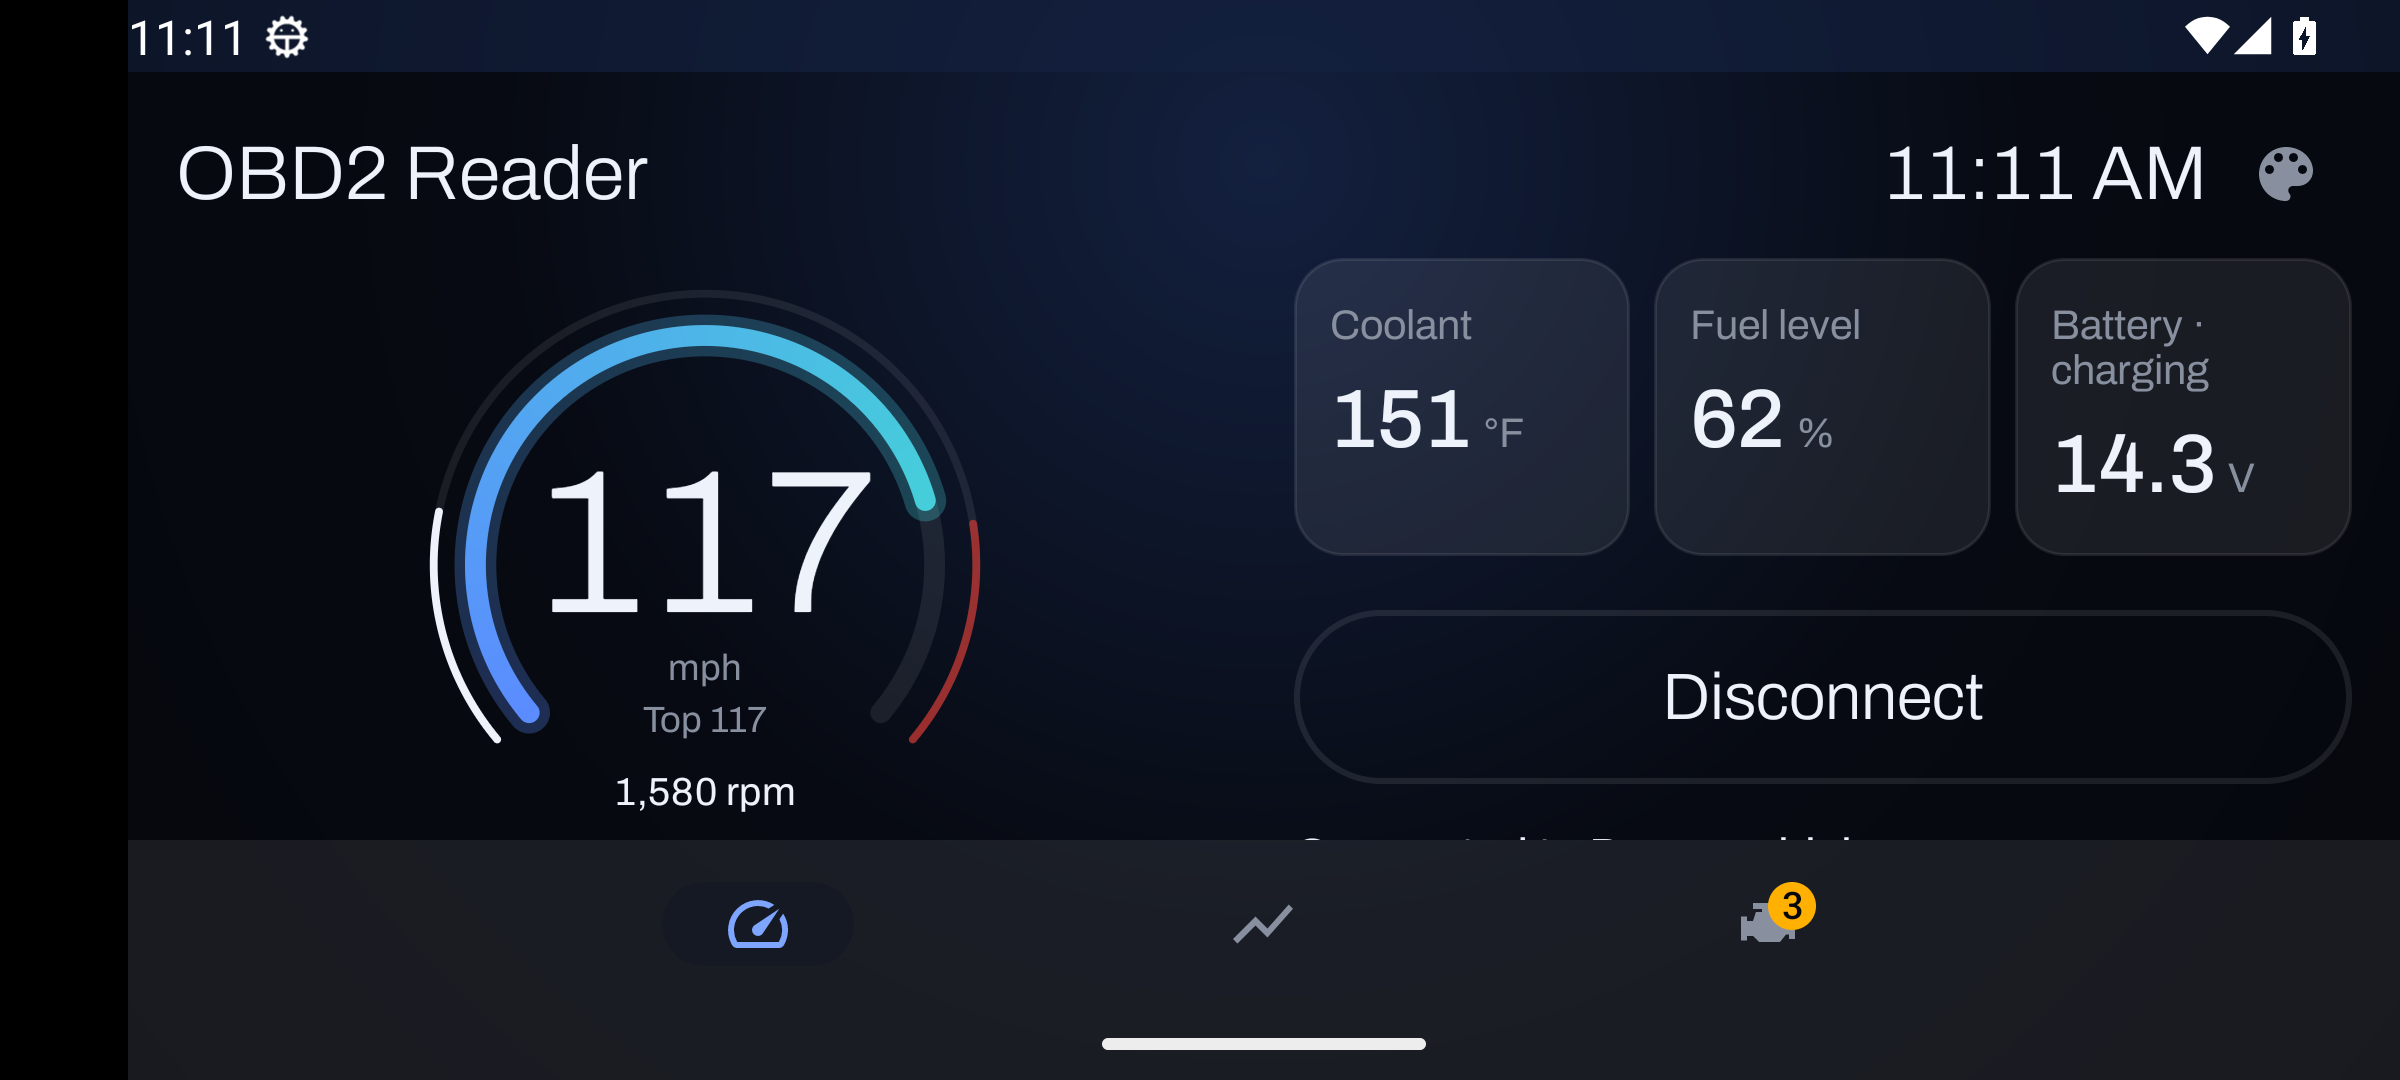 11:11
OBD2 Reader
11:11 AM
117
mph
Top 117
1,580 rpm
Coolant
151 °F
Fuel level
62 %
Battery ·
charging
14.3 V
Disconnect
3